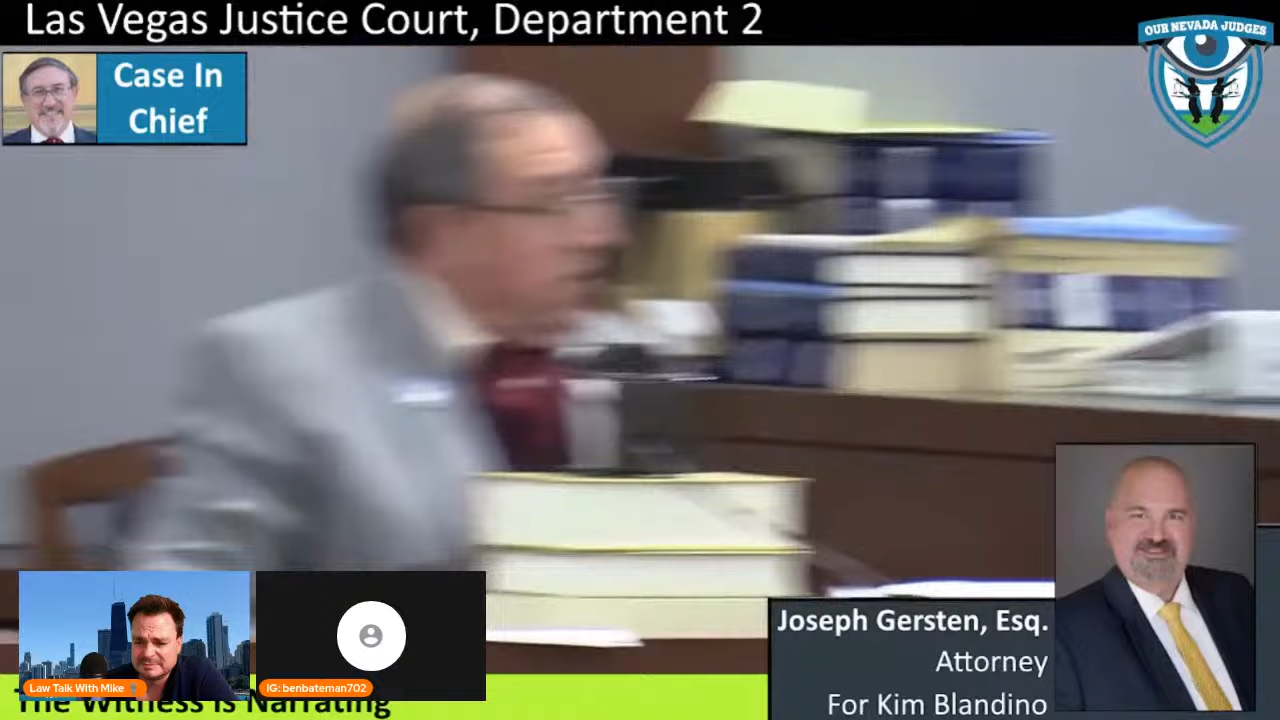 Las Vegas Justice Court, Department 2
OUR NEVADA JUDGES
Case In
Chief
Joseph Gersten, Esq.
Attorney
For Kim Blandino
Law Talk With Mike
IG: benbateman702
The Witness Is Narrating